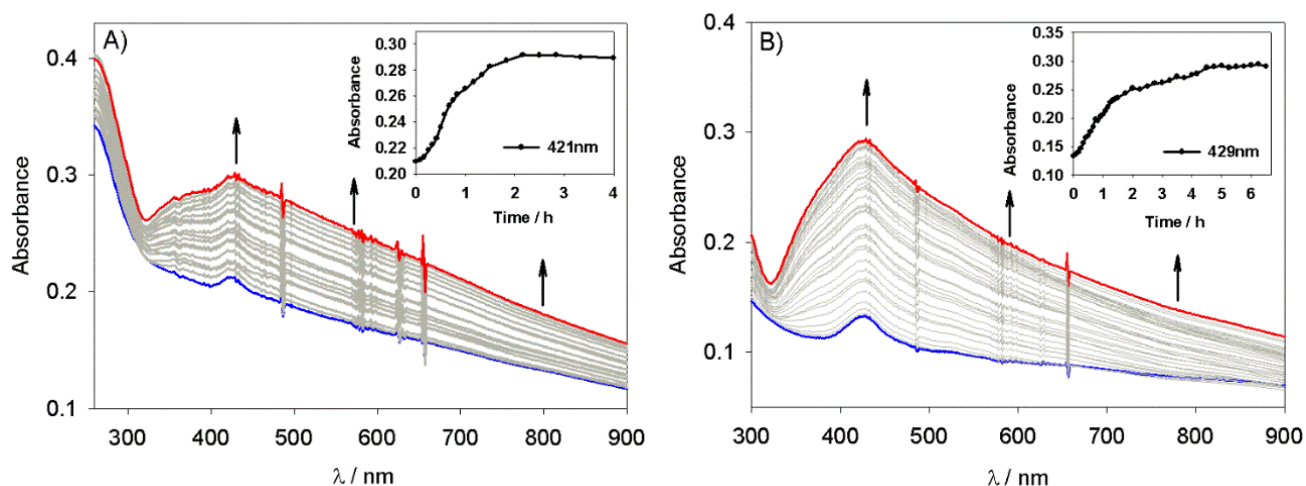 A)
Absorbance
0.4
0.3
0.2
0.1
300 400 500 600 700 800 900
λ / nm
Absorbance
0.30
0.28
0.26
0.24
0.22
0.20
0 1 2 3 4
Time / h
421nm
B)
Absorbance
0.4
0.3
0.2
0.1
300 400 500 600 700 800 900
λ / nm
Absorbance
0.35
0.30
0.25
0.20
0.15
0.10
0 1 2 3 4 5 6
Time / h
429nm